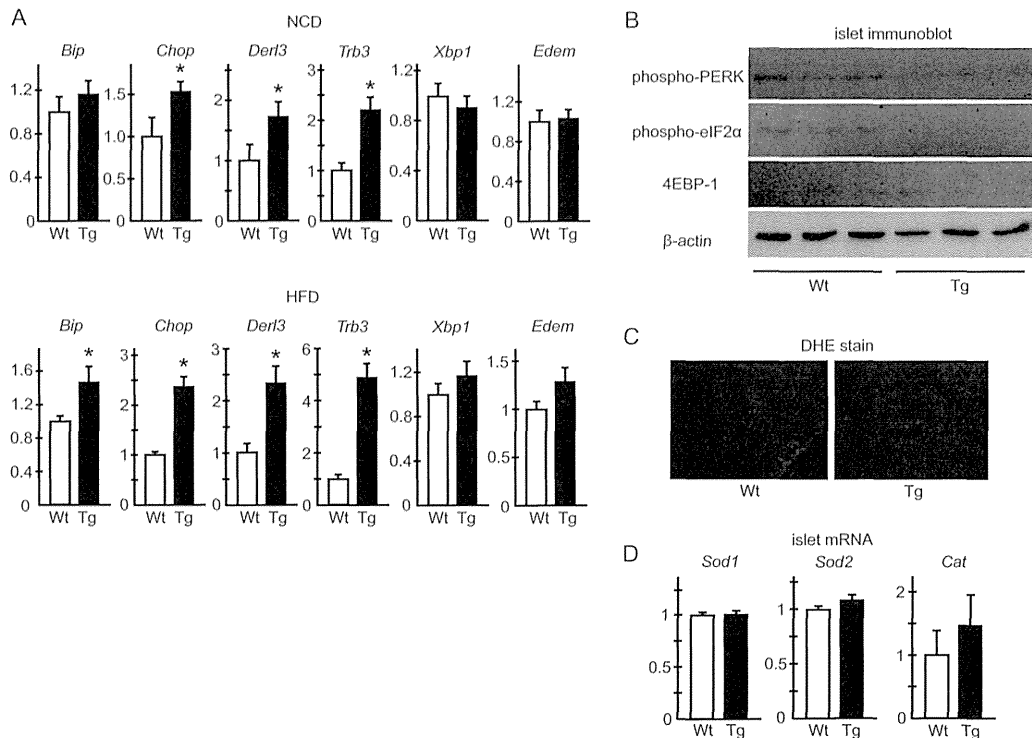 A
NCD
Bip Chop Derl3 Trb3 Xbp1 Edem
* * *
1.2 0.8 0.4 0
1.5 1.0 0.5 0
2 1 0
3 2 1 0
1.2 0.8 0.4 0
1.2 0.8 0.4 0
Wt Tg Wt Tg Wt Tg Wt Tg Wt Tg Wt Tg
HFD
Bip Chop Derl3 Trb3 Xbp1 Edem
* * * *
1.6 1.2 0.8 0.4 0
3 2 1 0
3 2 1 0
6 4 2 0
1.2 0.8 0.4 0
1.5 1 0.5 0
Wt Tg Wt Tg Wt Tg Wt Tg Wt Tg Wt Tg
B
islet immunoblot
phospho-PERK
phospho-eIF2α
4EBP-1
β-actin
Wt Tg
C
DHE stain
Wt Tg
D
islet mRNA
Sod1 Sod2 Cat
1 0.5 0
1 0.5 0
2 1 0
Wt Tg Wt Tg Wt Tg